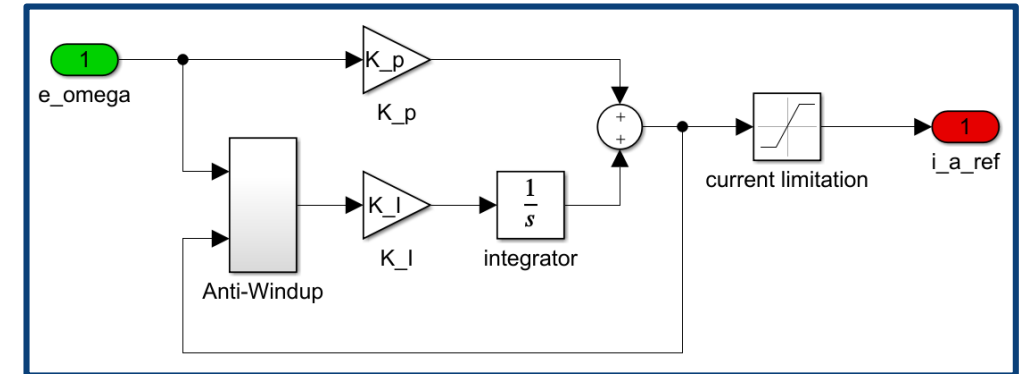 1
e_omega
K_p
K_p
+
+
current limitation
1
i_a_ref
Anti-Windup
K_I
K_I
1
s
integrator